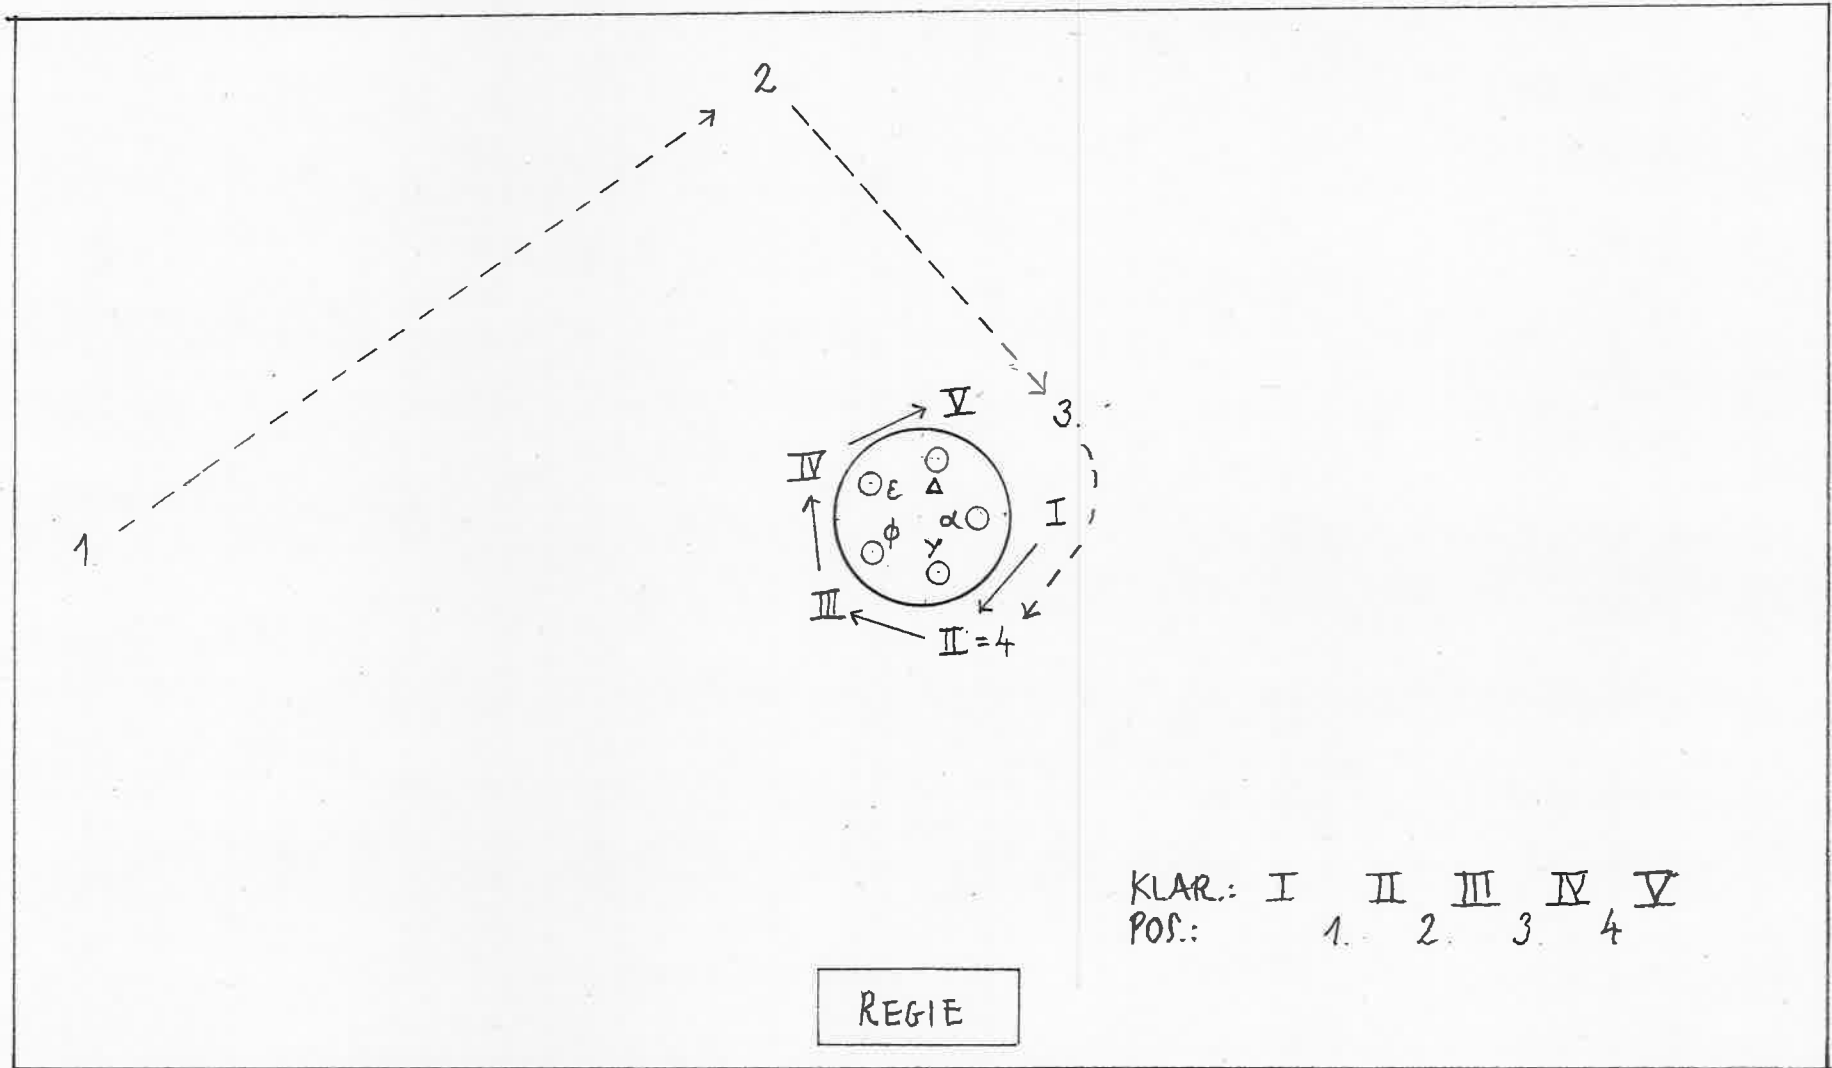 2
1
3.
V
IV
ε
Δ
α
I
ϕ
γ
III
II = 4
KLAR.: I II III IV V
POS.: 1. 2. 3. 4
REGIE